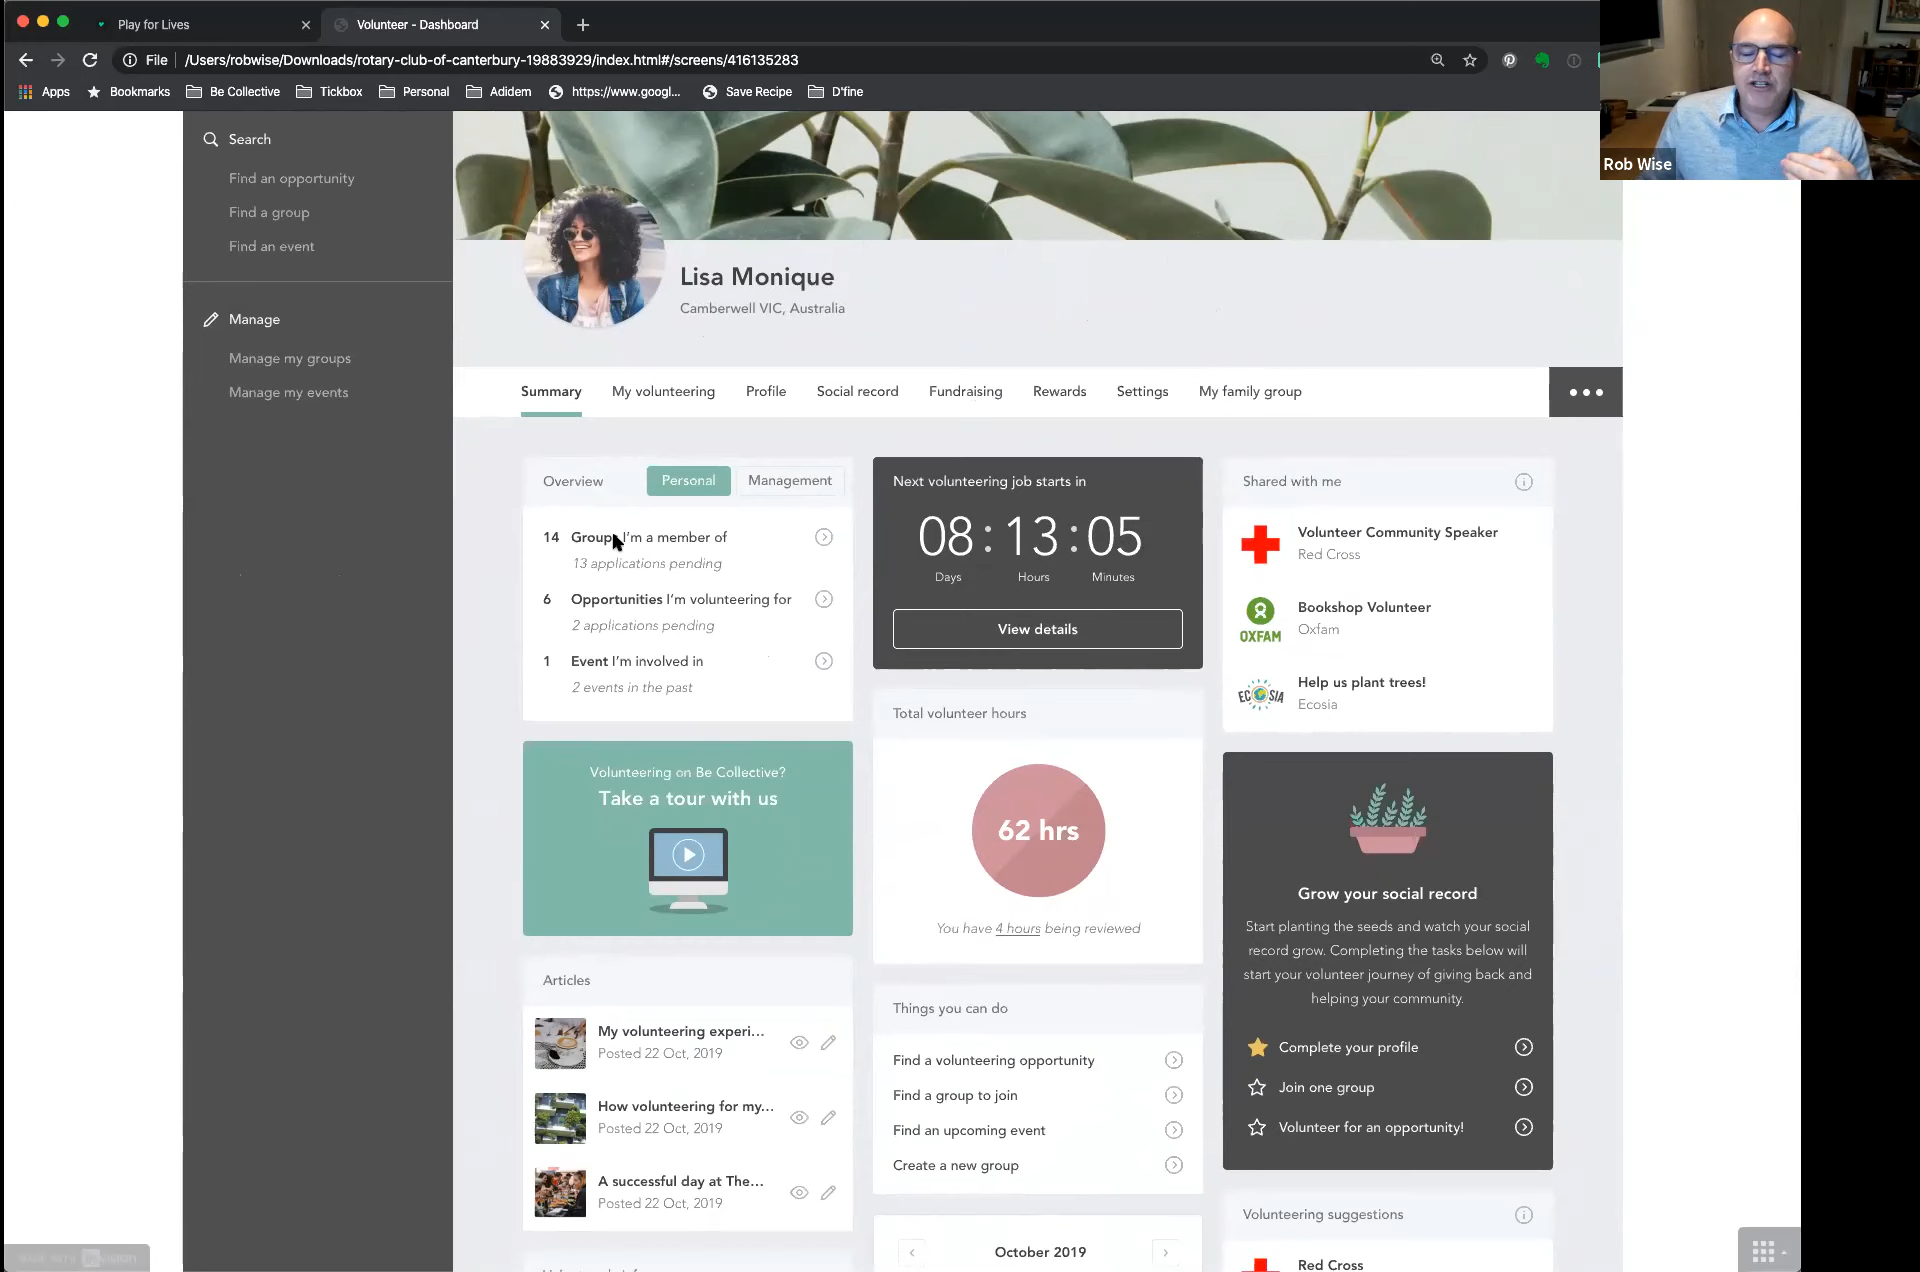 Play for Lives
Volunteer - Dashboard
File
/Users/robwise/Downloads/rotary-club-of-canterbury-19883929/index.html#/screens/416135283
Apps
Bookmarks
Be Collective
Tickbox
Personal
Adidem
https://www.googl...
Save Recipe
D'fine
Rob Wise
Search
Find an opportunity
Find a group
Find an event
Manage
Manage my groups
Manage my events
Lisa Monique
Camberwell VIC, Australia
Summary
My volunteering
Profile
Social record
Fundraising
Rewards
Settings
My family group
Overview
Personal
Management
14 Group I'm a member of
13 applications pending
6 Opportunities I'm volunteering for
2 applications pending
1 Event I'm involved in
2 events in the past
Volunteering on Be Collective?
Take a tour with us
Articles
My volunteering experi...
Posted 22 Oct, 2019
How volunteering for my...
Posted 22 Oct, 2019
A successful day at The...
Posted 22 Oct, 2019
Next volunteering job starts in
08 : 13 : 05
Days Hours Minutes
View details
Total volunteer hours
62 hrs
You have 4 hours being reviewed
Things you can do
Find a volunteering opportunity
Find a group to join
Find an upcoming event
Create a new group
October 2019
Shared with me
Volunteer Community Speaker
Red Cross
OXFAM
Bookshop Volunteer
Oxfam
ECOSIA
Help us plant trees!
Ecosia
Grow your social record
Start planting the seeds and watch your social
record grow. Completing the tasks below will
start your volunteer journey of giving back and
helping your community.
Complete your profile
Join one group
Volunteer for an opportunity!
Volunteering suggestions
Red Cross